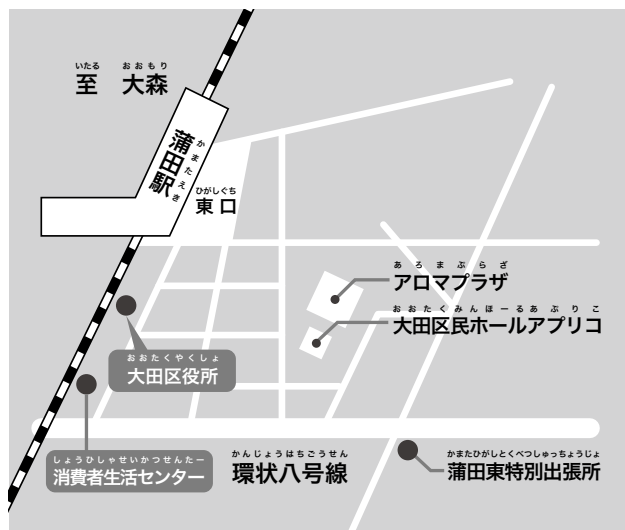 いたる おおもり
至 大森
かまたえき
蒲田駅
ひがしぐち
東口
あろまぷらざ
アロマプラザ
おおたくみんほーるあぷりこ
大田区民ホールアプリコ
おおたくやくしょ
大田区役所
しょうひしゃせいかつせんたー
消費者生活センター
かんじょうはちごうせん
環状八号線
かまたひがしとくべつしゅっちょうじょ
蒲田東特別出張所